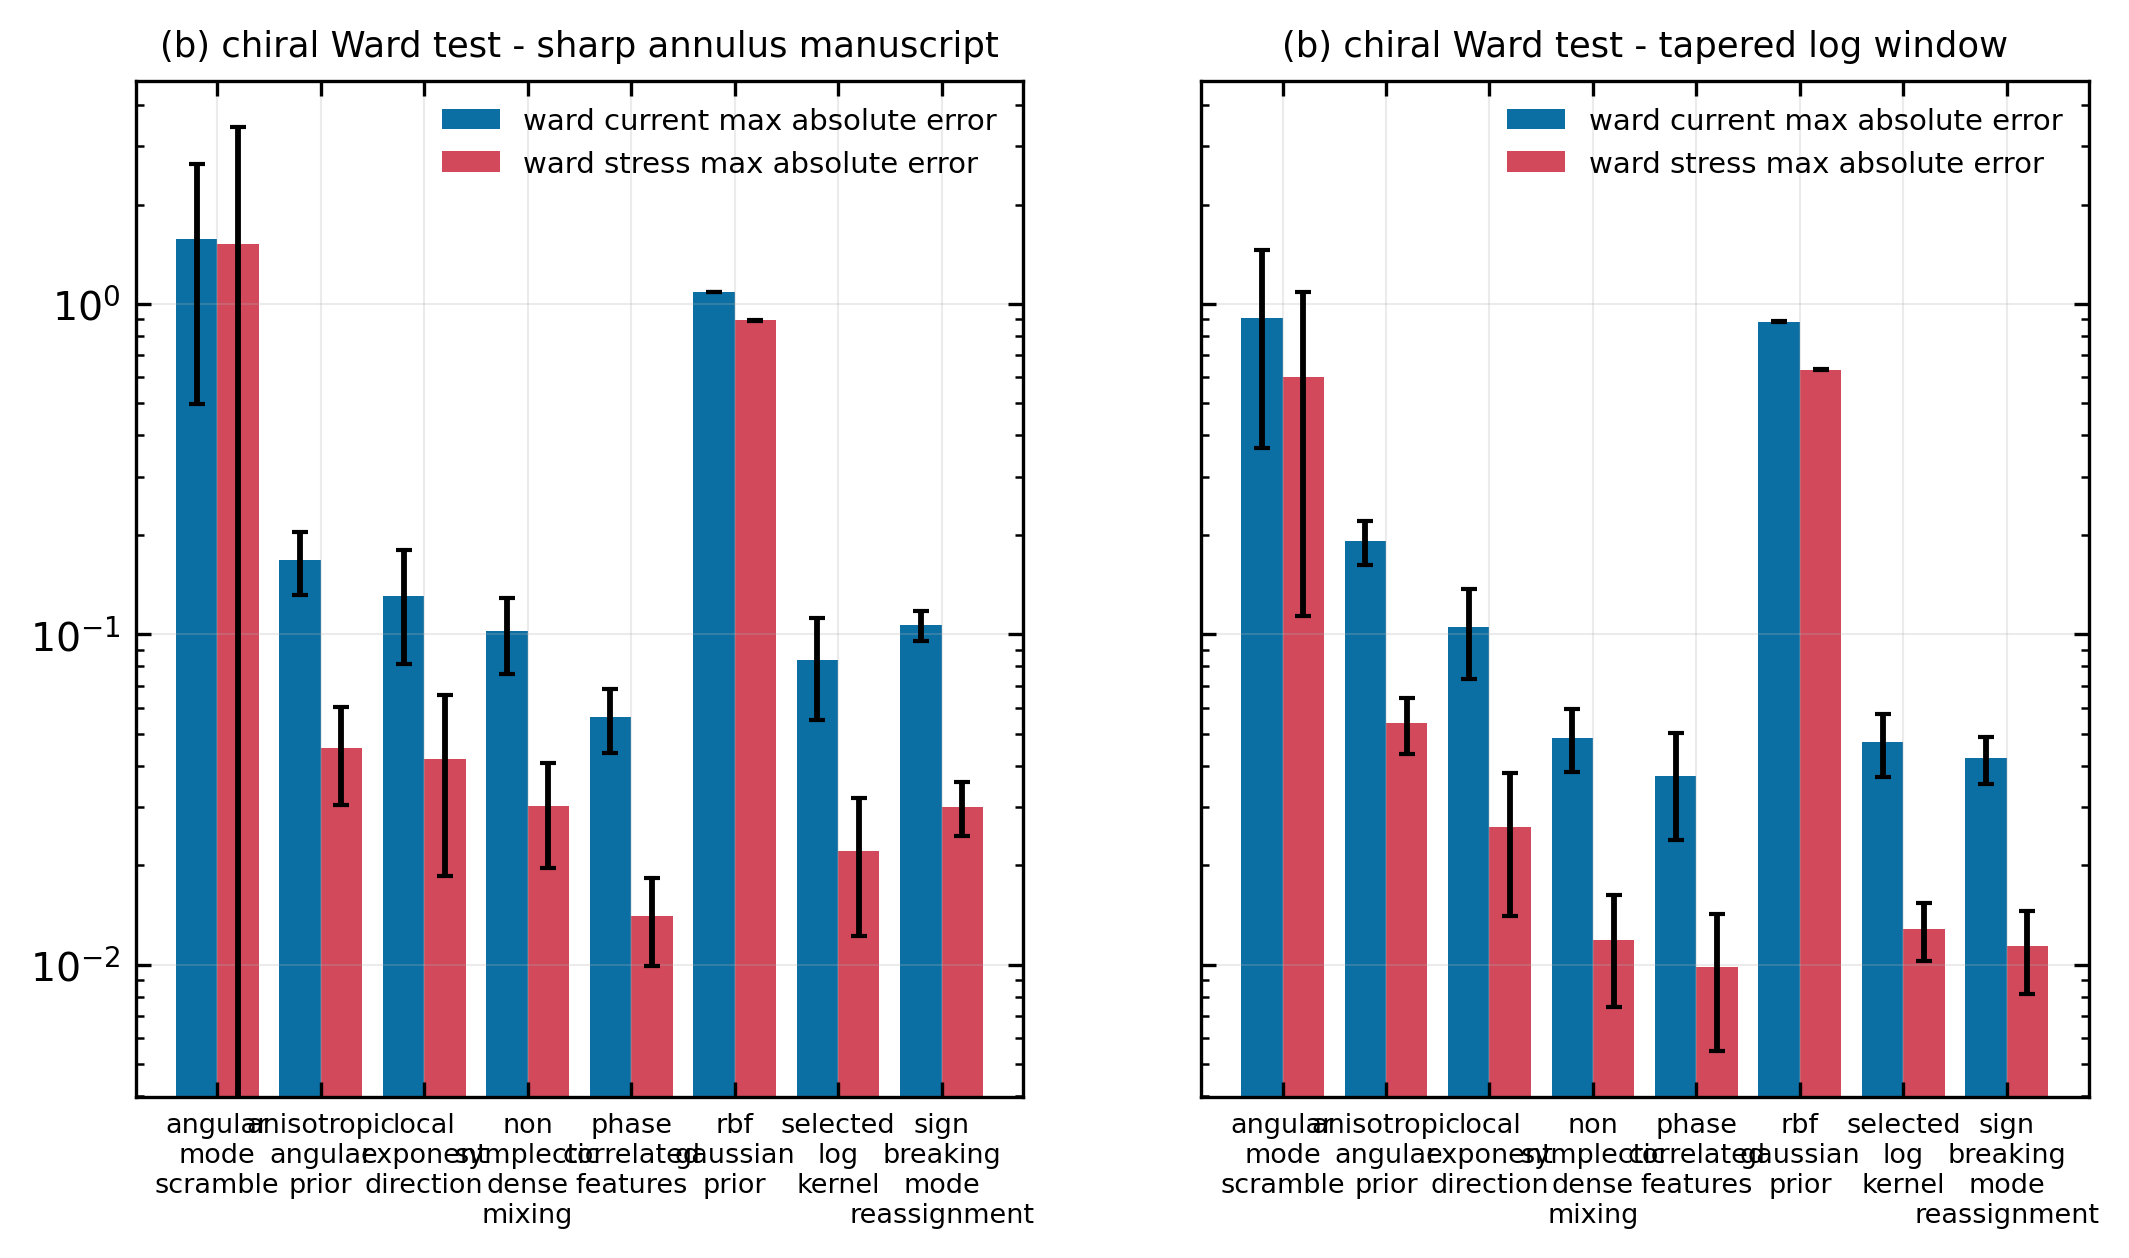 (b) chiral Ward test - sharp annulus manuscript
ward current max absolute error
ward stress max absolute error
10⁰
10⁻¹
10⁻²
angular
mode
scramble
anisotropic
angular
prior
local
exponent
direction
non
symplectic
dense
mixing
phase
correlated
features
rbf
gaussian
prior
selected
log
kernel
sign
breaking
mode
reassignment
(b) chiral Ward test - tapered log window
ward current max absolute error
ward stress max absolute error
angular
mode
scramble
anisotropic
angular
prior
local
exponent
direction
non
symplectic
dense
mixing
phase
correlated
features
rbf
gaussian
prior
selected
log
kernel
sign
breaking
mode
reassignment